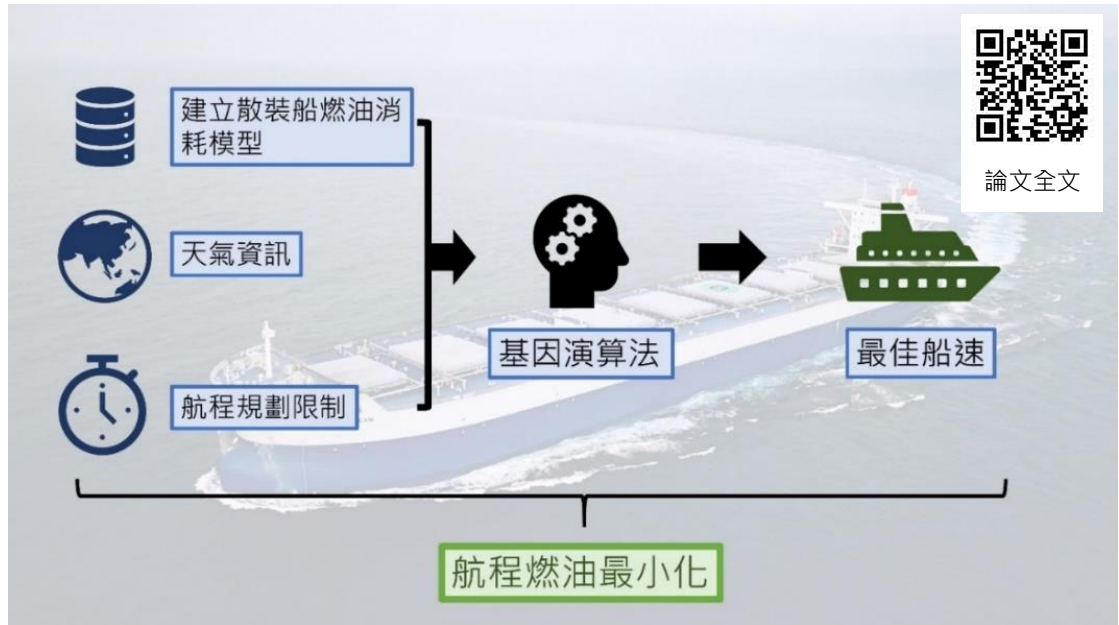 論文全文
建立散裝船燃油消
耗模型
天氣資訊
航程規劃限制
基因演算法
最佳船速
航程燃油最小化